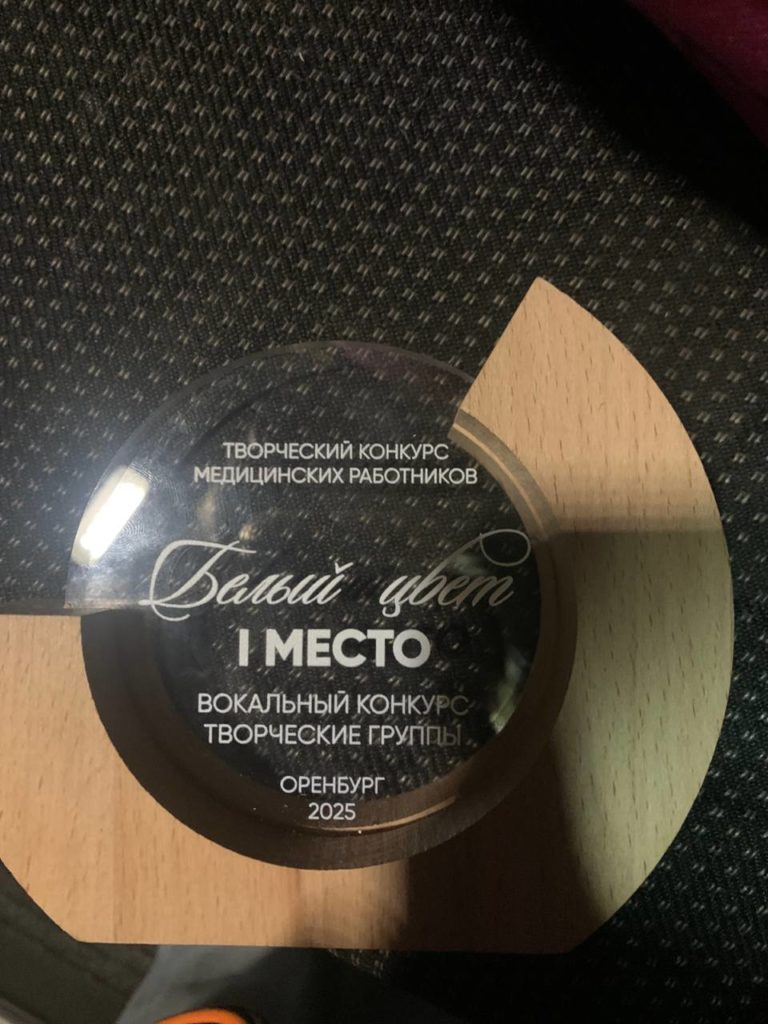 ТВОРЧЕСКИЙ КОНКУРС
МЕДИЦИНСКИХ РАБОТНИКОВ
Белый цвет
I МЕСТО
ВОКАЛЬНЫЙ КОНКУРС
ТВОРЧЕСКИЕ ГРУППЫ
ОРЕНБУРГ
2025